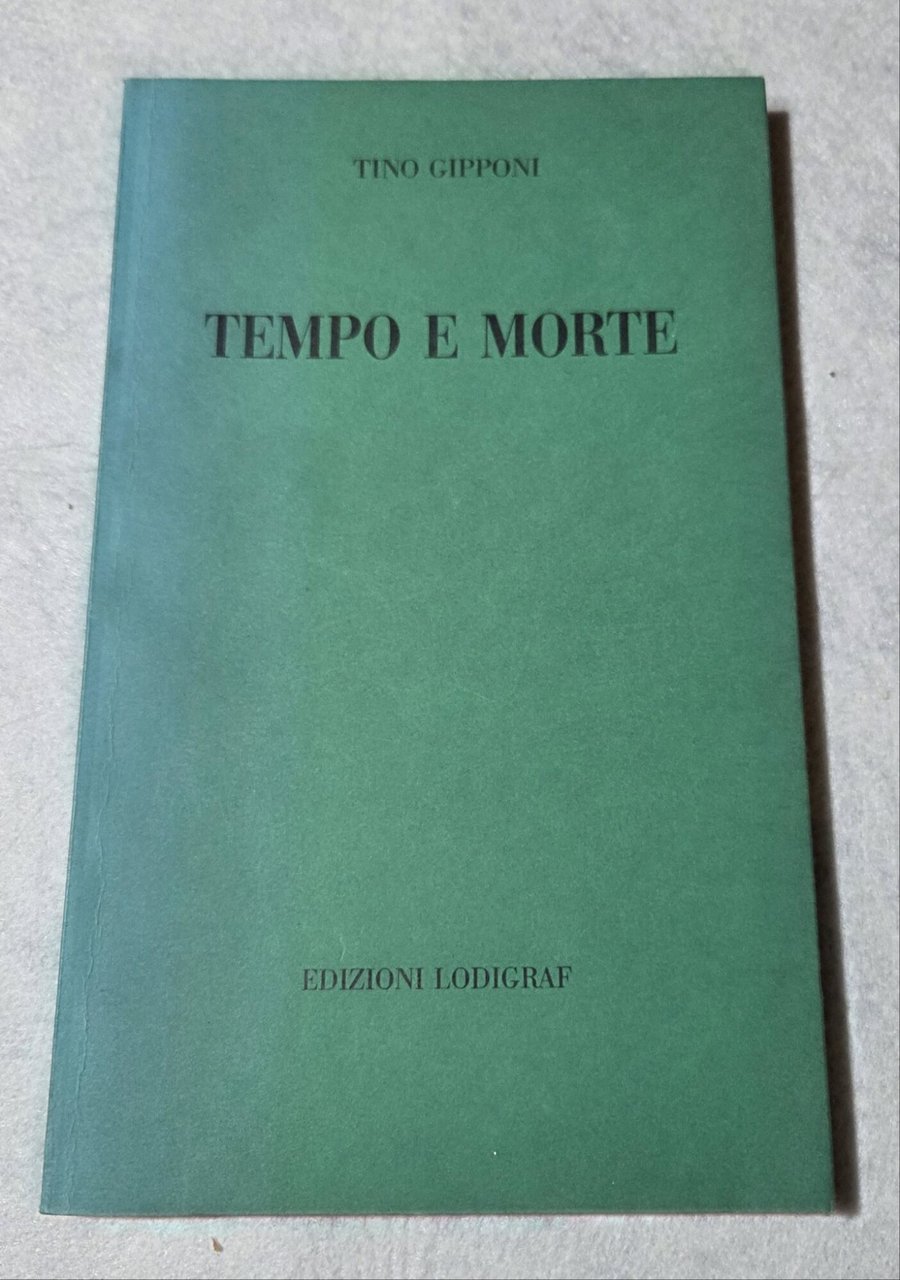 TINO GIPPONI
TEMPO E MORTE
EDIZIONI LODIGRAF